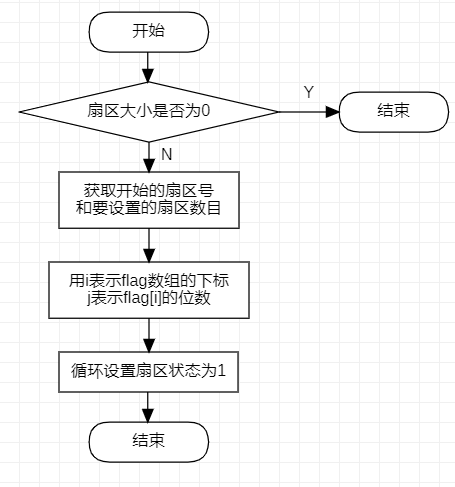 开始
扇区大小是否为0
Y
结束
N
获取开始的扇区号
和要设置的扇区数目
用i表示flag数组的下标
j表示flag[i]的位数
循环设置扇区状态为1
结束